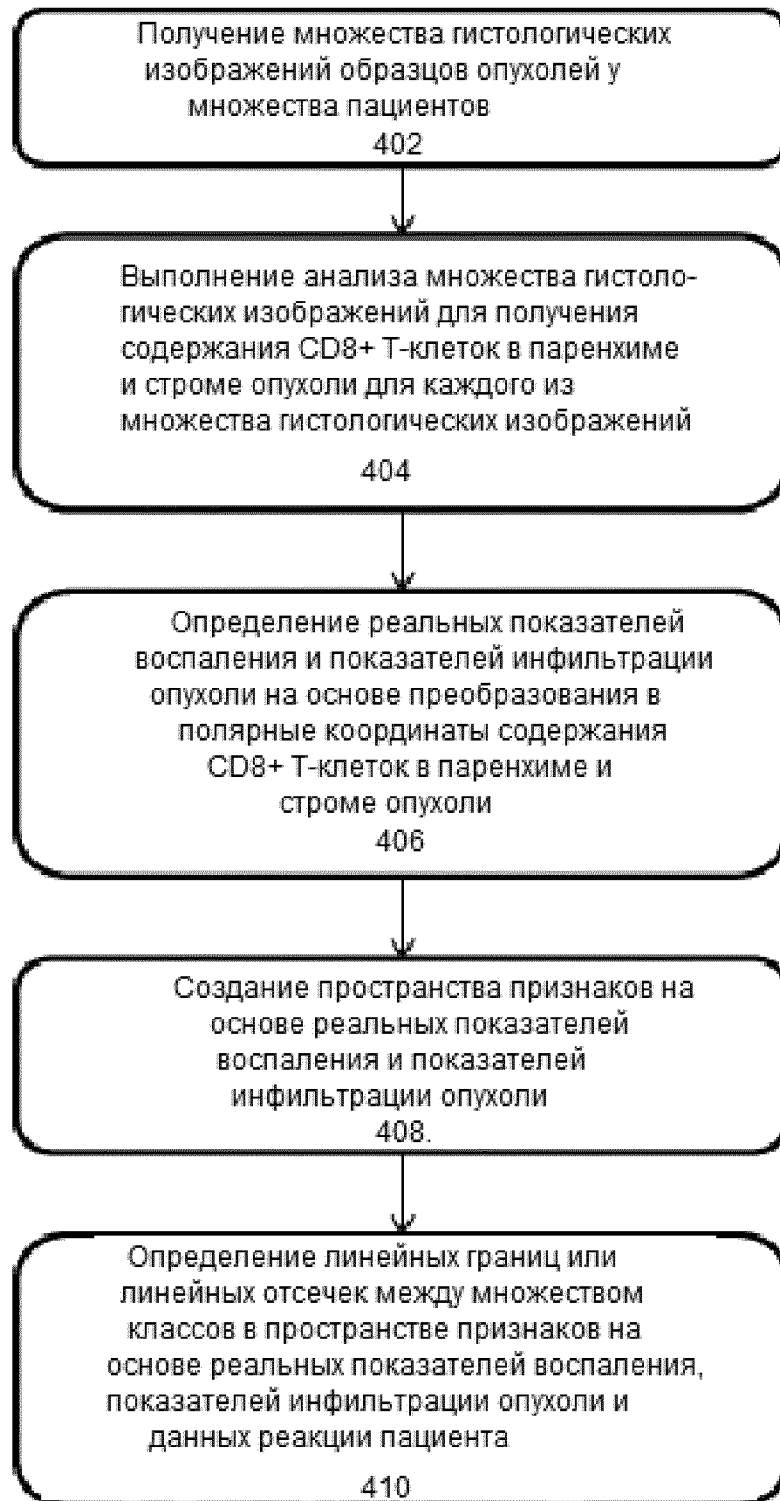 Получение множества гистологических
изображений образцов опухолей у
множества пациентов
402
Выполнение анализа множества гистоло-
гических изображений для получения
содержания CD8+ Т-клеток в паренхиме
и строме опухоли для каждого из
множества гистологических изображений
404
Определение реальных показателей
воспаления и показателей инфильтрации
опухоли на основе преобразования в
полярные координаты содержания
CD8+ Т-клеток в паренхиме и
строме опухоли
406
Создание пространства признаков на
основе реальных показателей
воспаления и показателей
инфильтрации опухоли
408.
Определение линейных границ или
линейных отсечек между множеством
классов в пространстве признаков на
основе реальных показателей воспаления,
показателей инфильтрации опухоли и
данных реакции пациента
410